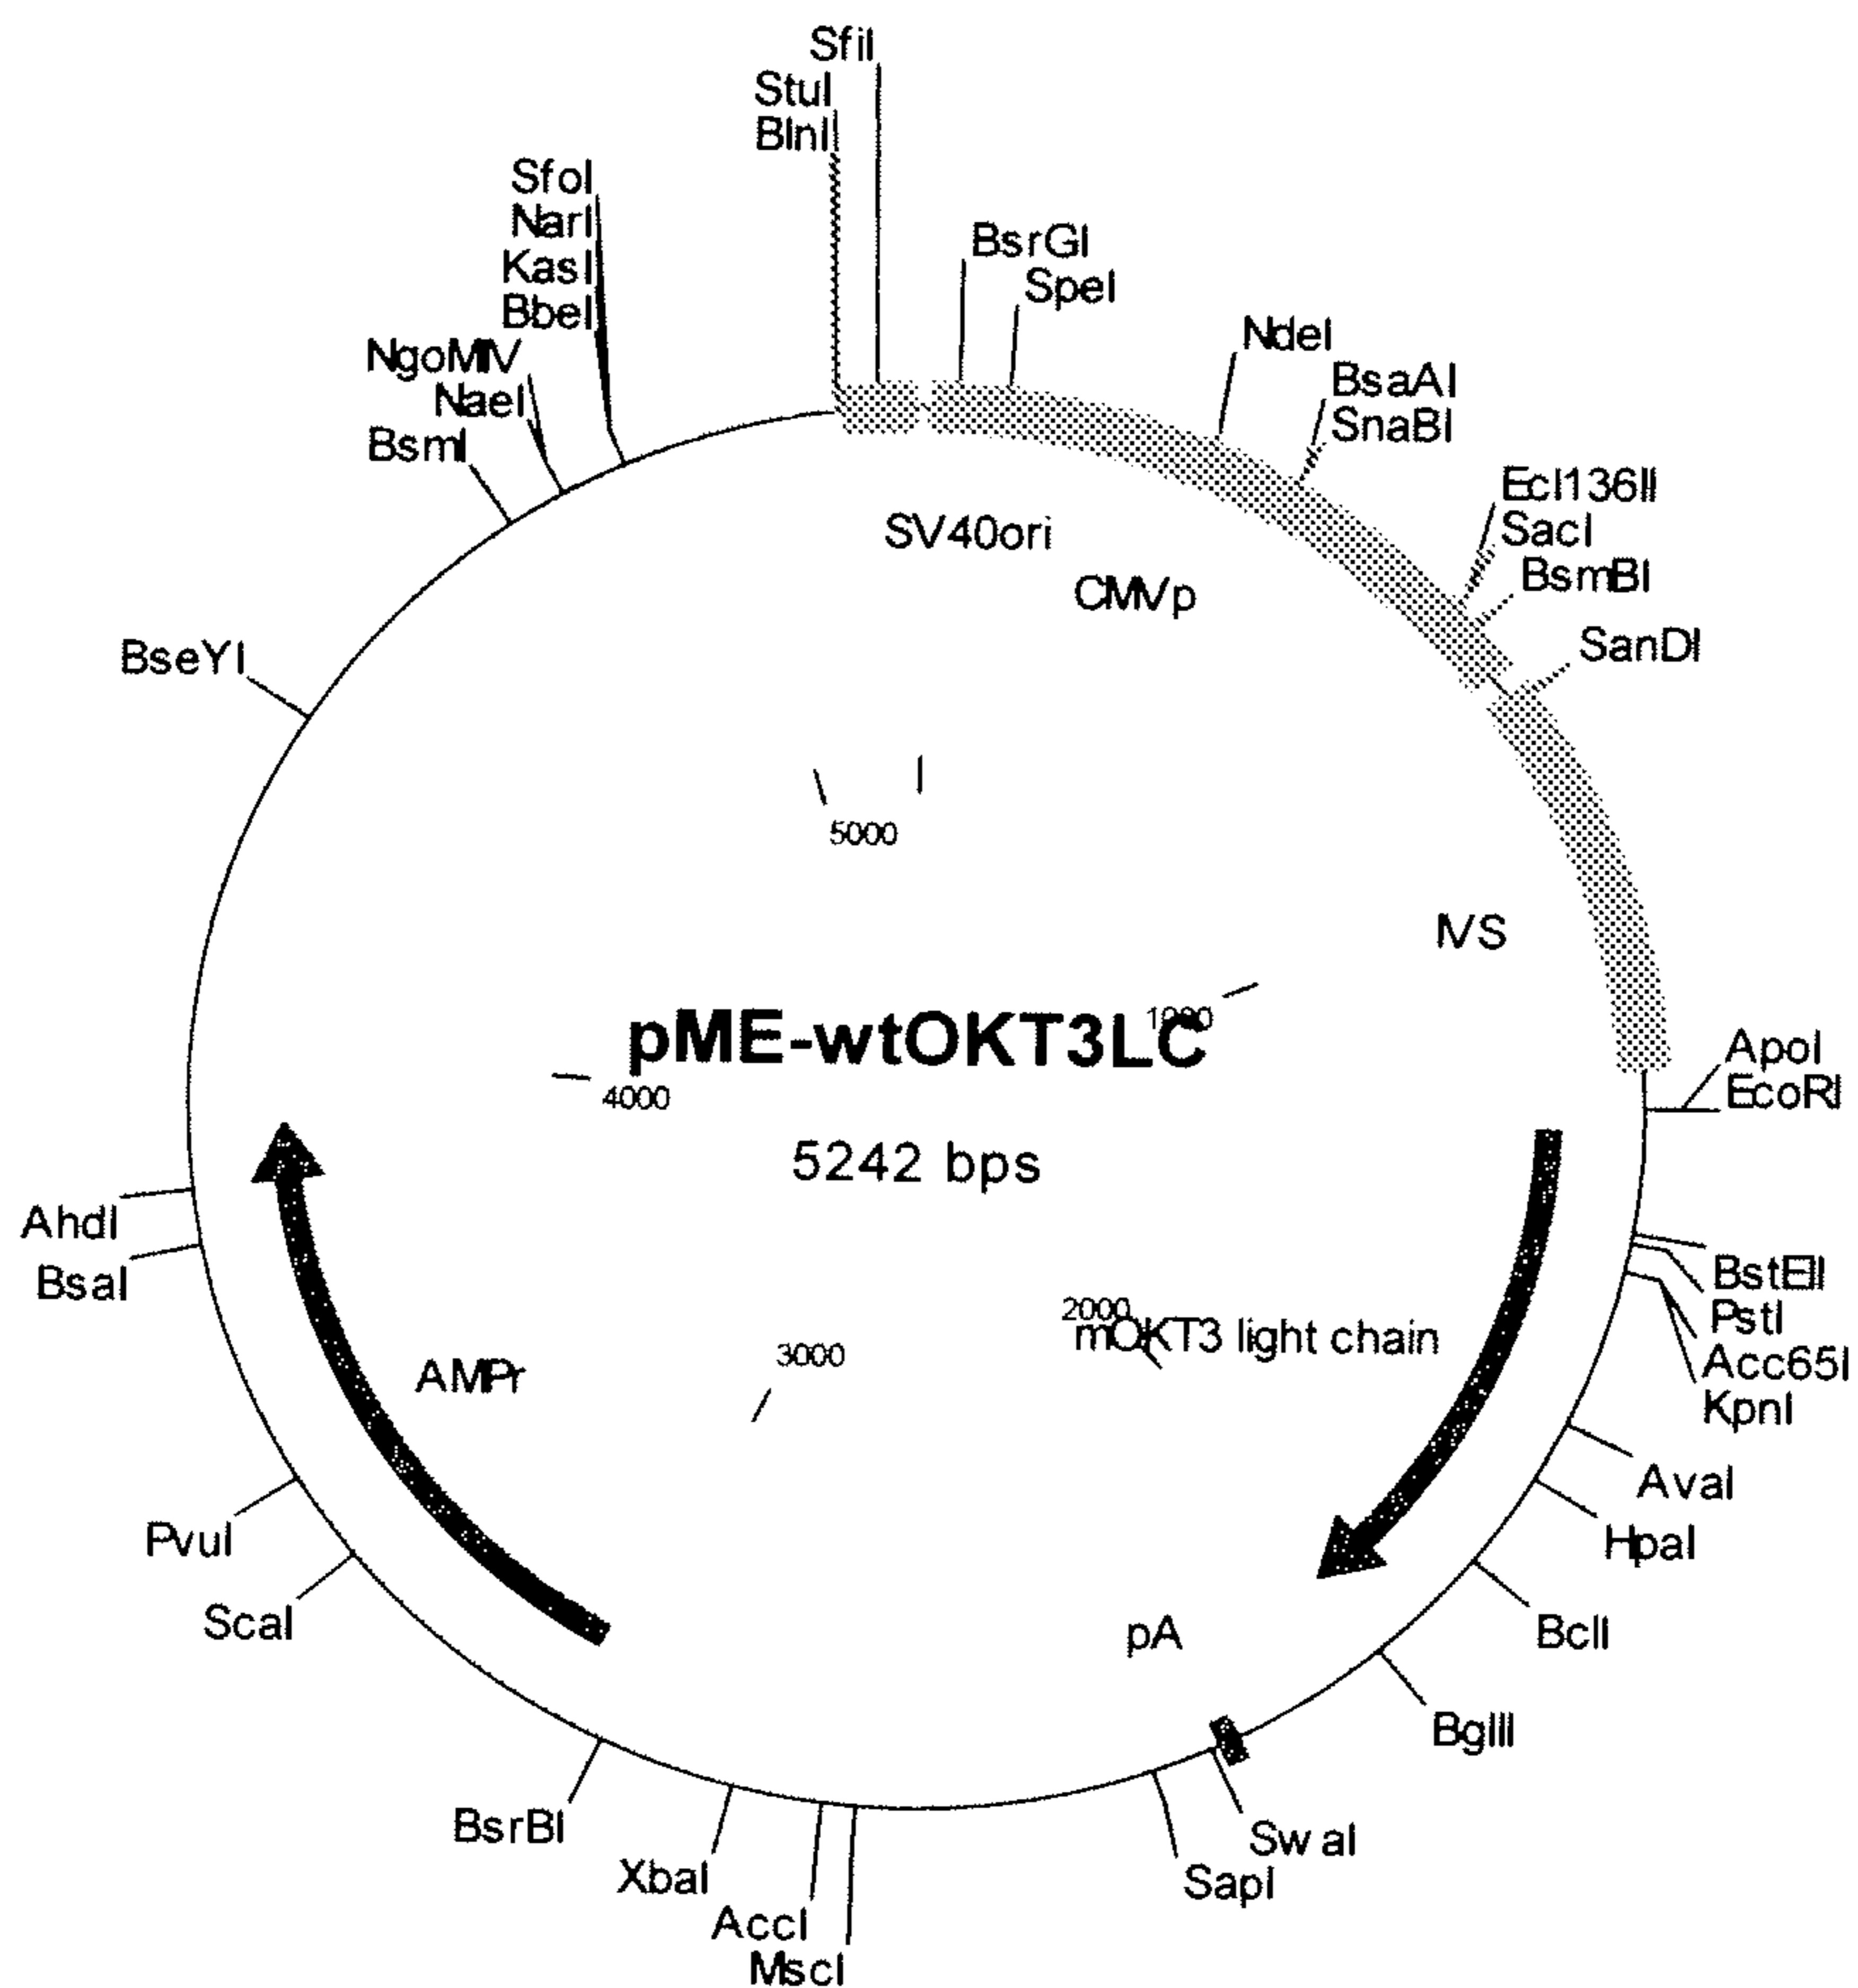 SfiI
StuI
BlnI
SfoI
NarI
KasI
BbeI
NgoMIV
NaeI
BsmI
BsrGI
SpeI
NdeI
BsaAI
SnaBI
Ecl136II
SacI
BsmBI
SanDI
SV40ori
CMVp
BseYI
5000
IVS
1000
pME-wtOKT3LC
4000
5242 bps
ApoI
EcoRI
AhdI
BsaI
BstEII
PstI
Acc65I
KpnI
2000
mOKT3 light chain
3000
AMPr
AvaI
HpaI
PvuI
ScaI
BclI
pA
BglII
BsrBI
SwaI
XbaI
SapI
AccI
MscI